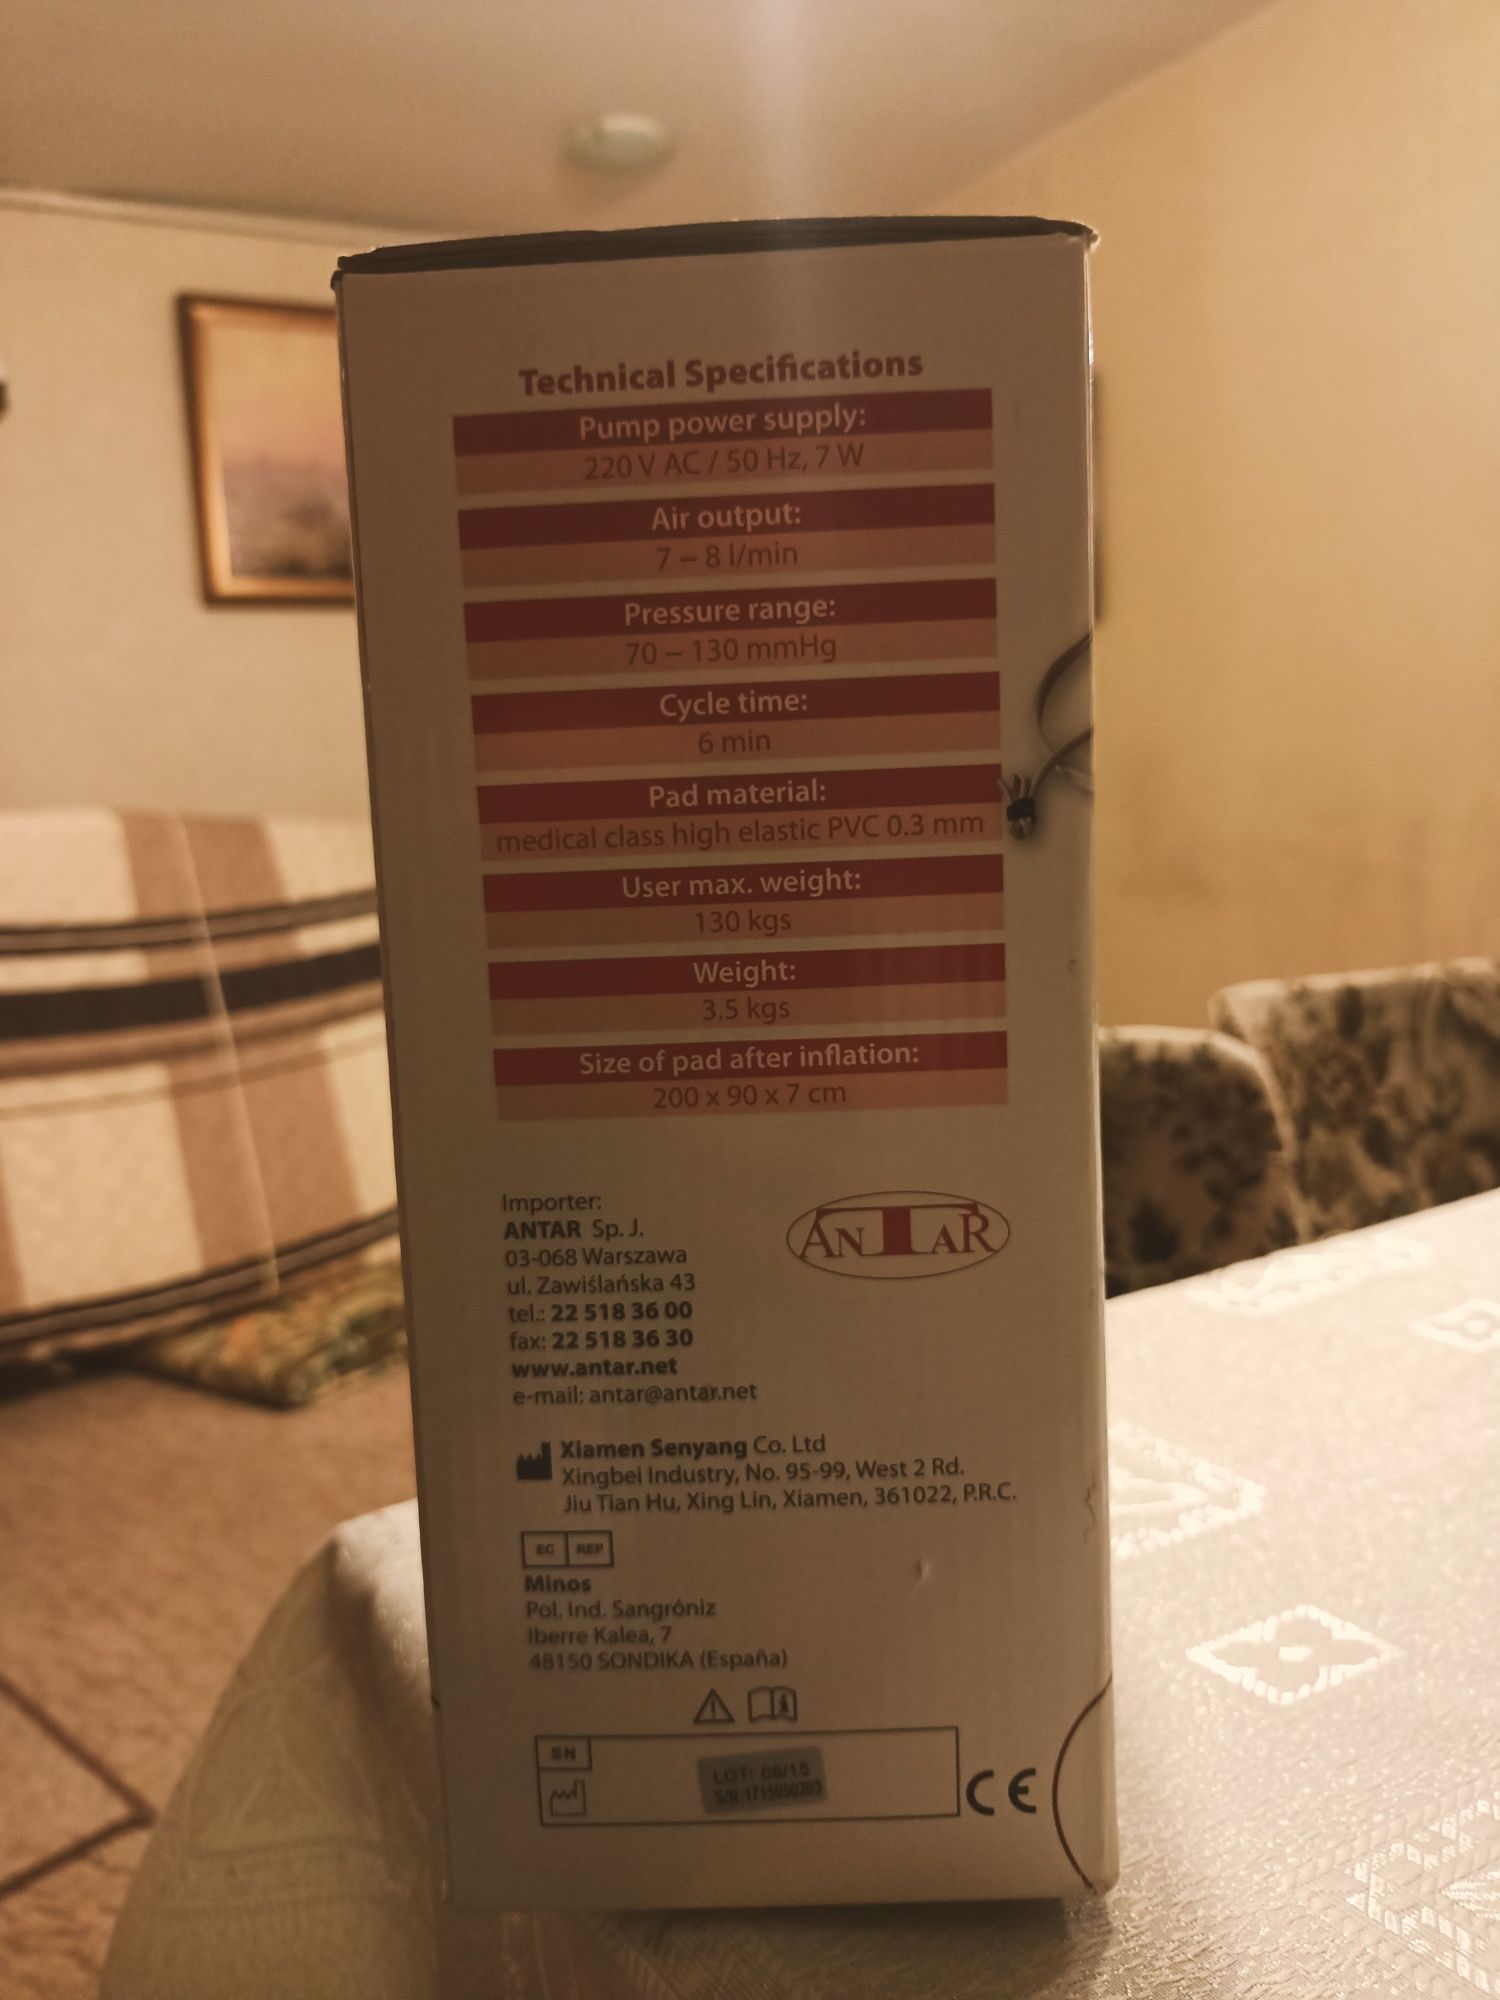 Technical Specifications
Pump power supply:
220 V AC / 50 Hz, 7 W
Air output:
7 – 8 l/min
Pressure range:
70 – 130 mmHg
Cycle time:
6 min
Pad material:
medical class high elastic PVC 0.3 mm
User max. weight:
130 kgs
Weight:
3.5 kgs
Size of pad after inflation:
200 x 90 x 7 cm
Importer:
ANTAR Sp. J.
03-068 Warszawa
ul. Zawiślańska 43
tel.: 22 518 36 00
fax: 22 518 36 30
www.antar.net
e-mail: antar@antar.net
ANTAR
Xiamen Senyang Co. Ltd
Xingbei Industry, No. 95-99, West 2 Rd.
Jiu Tian Hu, Xing Lin, Xiamen, 361022, P.R.C.
EC REP
Minos
Pol. Ind. Sangróniz
Iberre Kalea, 7
48150 SONDIKA (España)
SN
LOT: 06/15
S/N:1715050203
CE